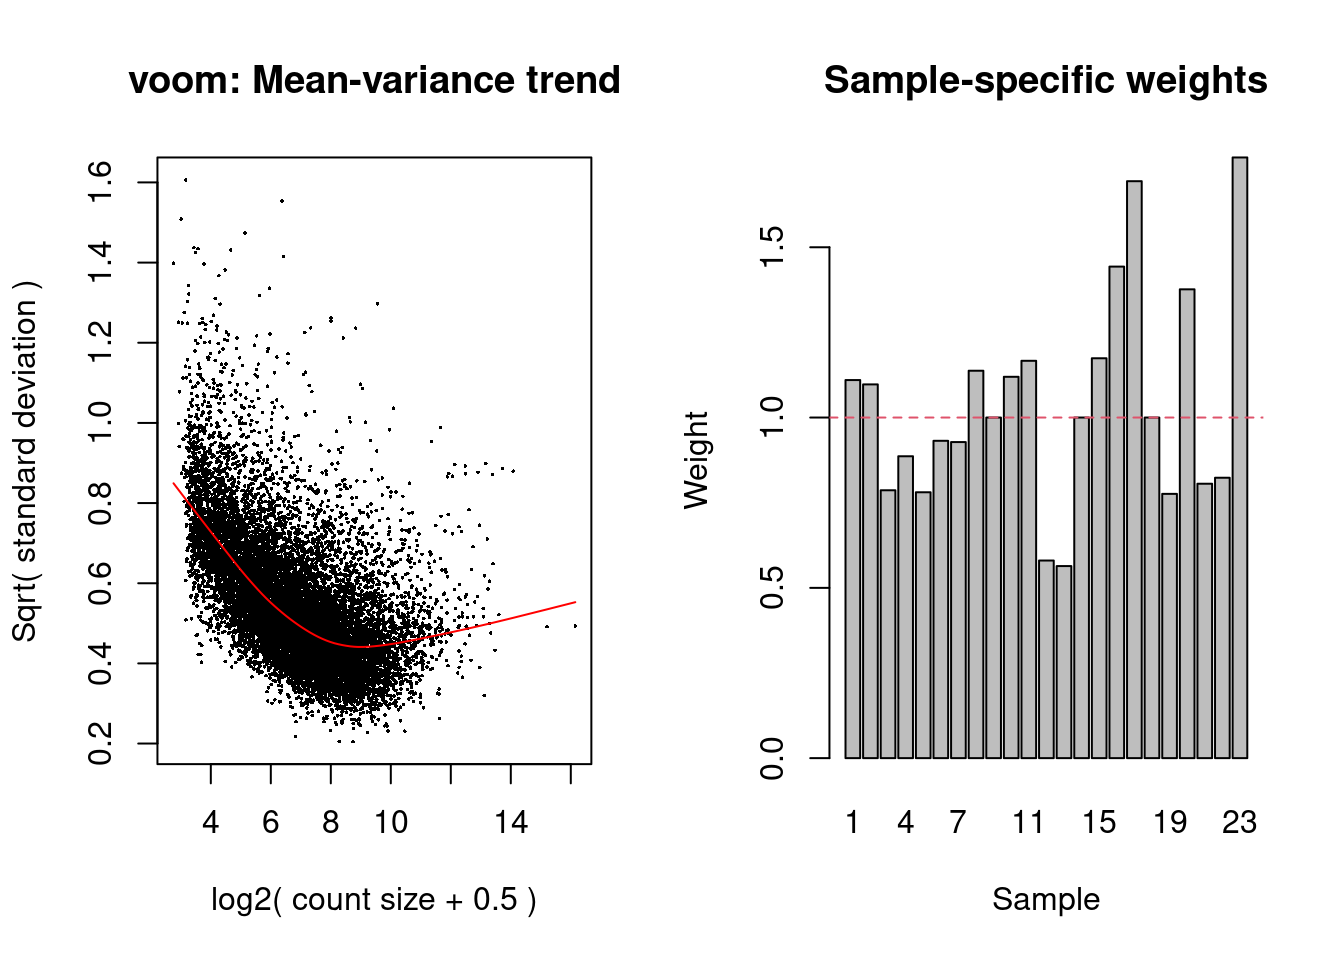 voom: Mean-variance trend
Sqrt( standard deviation )
1.6
1.4
1.2
1.0
0.8
0.6
0.4
0.2
4 6 8 10 14
log2( count size + 0.5 )
Sample-specific weights
Weight
1.5
1.0
0.5
0.0
1 4 7 11 15 19 23
Sample